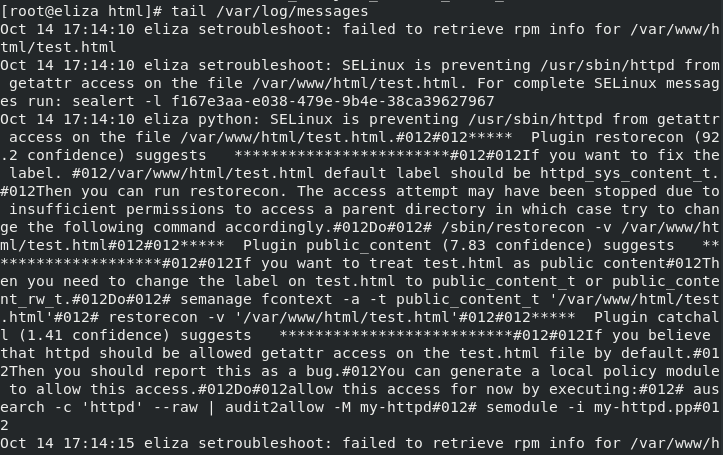 [root@eliza html]# tail /var/log/messages
Oct 14 17:14:10 eliza setroubleshoot: failed to retrieve rpm info for /var/www/h
tml/test.html
Oct 14 17:14:10 eliza setroubleshoot: SELinux is preventing /usr/sbin/httpd from
 getattr access on the file /var/www/html/test.html. For complete SELinux messag
es run: sealert -l f167e3aa-e038-479e-9b4e-38ca39627967
Oct 14 17:14:10 eliza python: SELinux is preventing /usr/sbin/httpd from getattr
 access on the file /var/www/html/test.html.#012#012*****  Plugin restorecon (92
.2 confidence) suggests   ************************#012#012If you want to fix the
 label. #012/var/www/html/test.html default label should be httpd_sys_content_t.
#012Then you can run restorecon. The access attempt may have been stopped due to
 insufficient permissions to access a parent directory in which case try to chan
ge the following command accordingly.#012Do#012# /sbin/restorecon -v /var/www/ht
ml/test.html#012#012*****  Plugin public_content (7.83 confidence) suggests   **
******************#012#012If you want to treat test.html as public content#012Th
en you need to change the label on test.html to public_content_t or public_conte
nt_rw_t.#012Do#012# semanage fcontext -a -t public_content_t '/var/www/html/test
.html'#012# restorecon -v '/var/www/html/test.html'#012#012*****  Plugin catchal
l (1.41 confidence) suggests   **************************#012#012If you believe 
that httpd should be allowed getattr access on the test.html file by default.#01
2Then you should report this as a bug.#012You can generate a local policy module
 to allow this access.#012Do#012allow this access for now by executing:#012# aus
earch -c 'httpd' --raw | audit2allow -M my-httpd#012# semodule -i my-httpd.pp#01
2
Oct 14 17:14:15 eliza setroubleshoot: failed to retrieve rpm info for /var/www/h